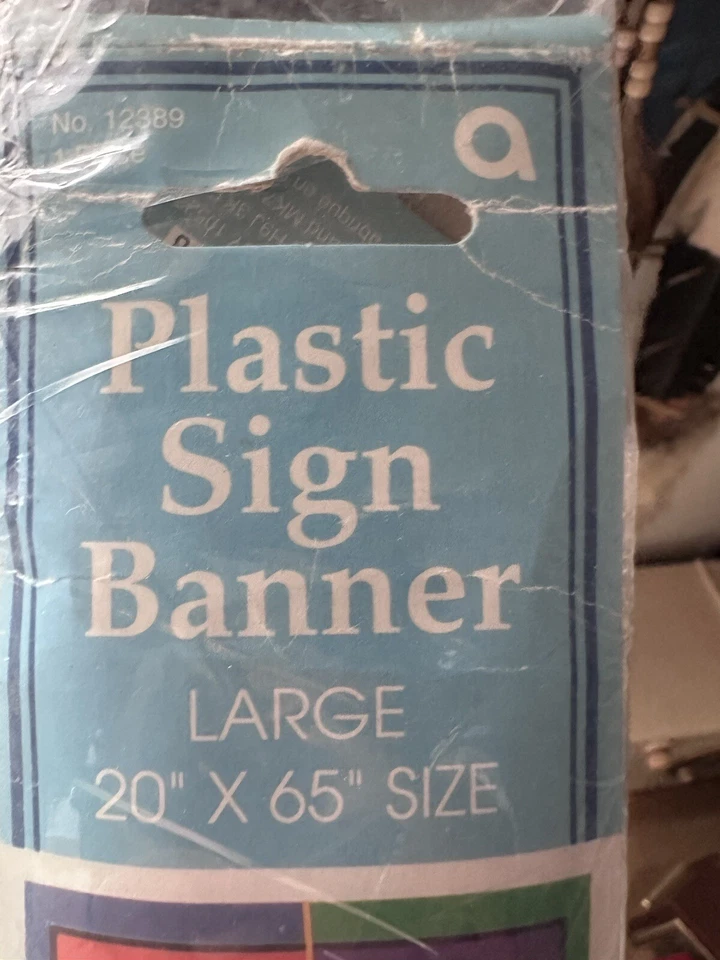 No. 12389
a
Plastic
Sign
Banner
LARGE
20" X 65" SIZE